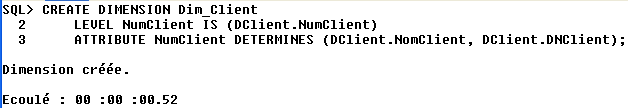 SQL> CREATE DIMENSION Dim_Client
2 LEVEL NumClient IS (DClient.NumClient)
3 ATTRIBUTE NumClient DETERMINES (DClient.NomClient, DClient.DNClient);
Dimension créée.
Ecoulé : 00 :00 :00.52